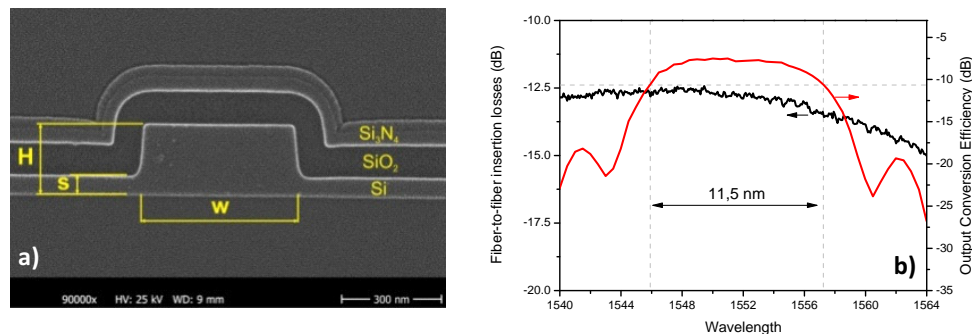 H
s
w
Si3N4
SiO2
Si
a)
90000x HV: 25 kV WD: 9 mm 300 nm
-10.0
-12.5
-15.0
-17.5
-20.0
Fiber-to-fiber insertion losses (dB)
1540 1544 1548 1552 1556 1560 1564
Wavelength
11,5 nm
b)
-5
-10
-15
-20
-25
-30
-35
Output Conversion Efficiency (dB)